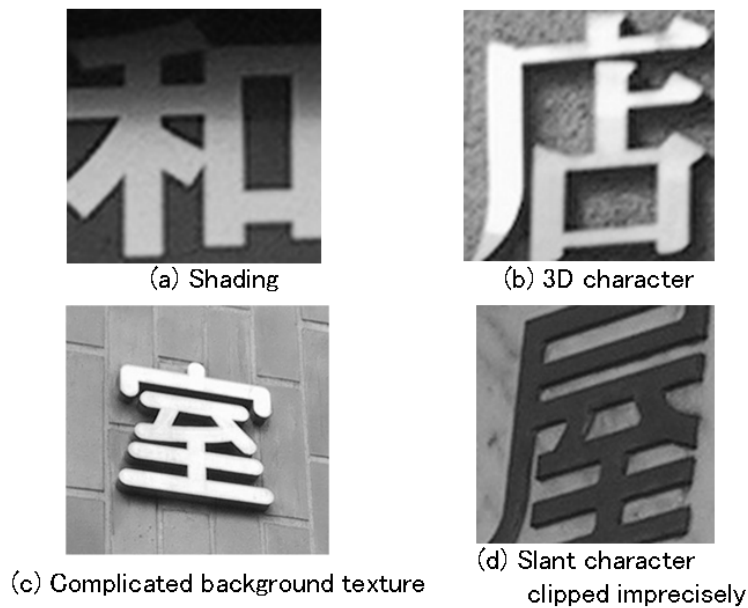 和
店
(a) Shading
(b) 3D character
室
屋
(c) Complicated background texture
(d) Slant character
clipped imprecisely